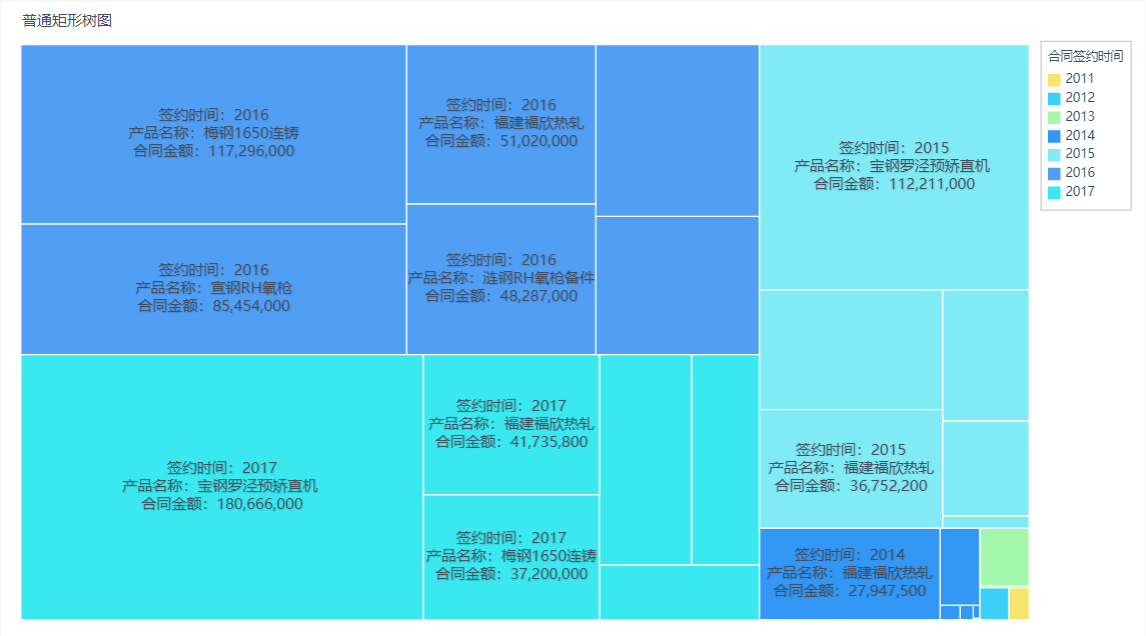 普通矩形树图
签约时间：2016
产品名称：梅钢1650连铸
合同金额：117,296,000
签约时间：2016
产品名称：福建福欣热轧
合同金额：51,020,000
签约时间：2015
产品名称：宝钢罗泾预矫直机
合同金额：112,211,000
签约时间：2016
产品名称：宣钢RH氧枪
合同金额：85,454,000
签约时间：2016
产品名称：涟钢RH氧枪备件
合同金额：48,287,000
签约时间：2017
产品名称：宝钢罗泾预矫直机
合同金额：180,666,000
签约时间：2017
产品名称：福建福欣热轧
合同金额：41,735,800
签约时间：2017
产品名称：梅钢1650连铸
合同金额：37,200,000
签约时间：2015
产品名称：福建福欣热轧
合同金额：36,752,200
签约时间：2014
产品名称：福建福欣热轧
合同金额：27,947,500
合同签约时间
2011
2012
2013
2014
2015
2016
2017